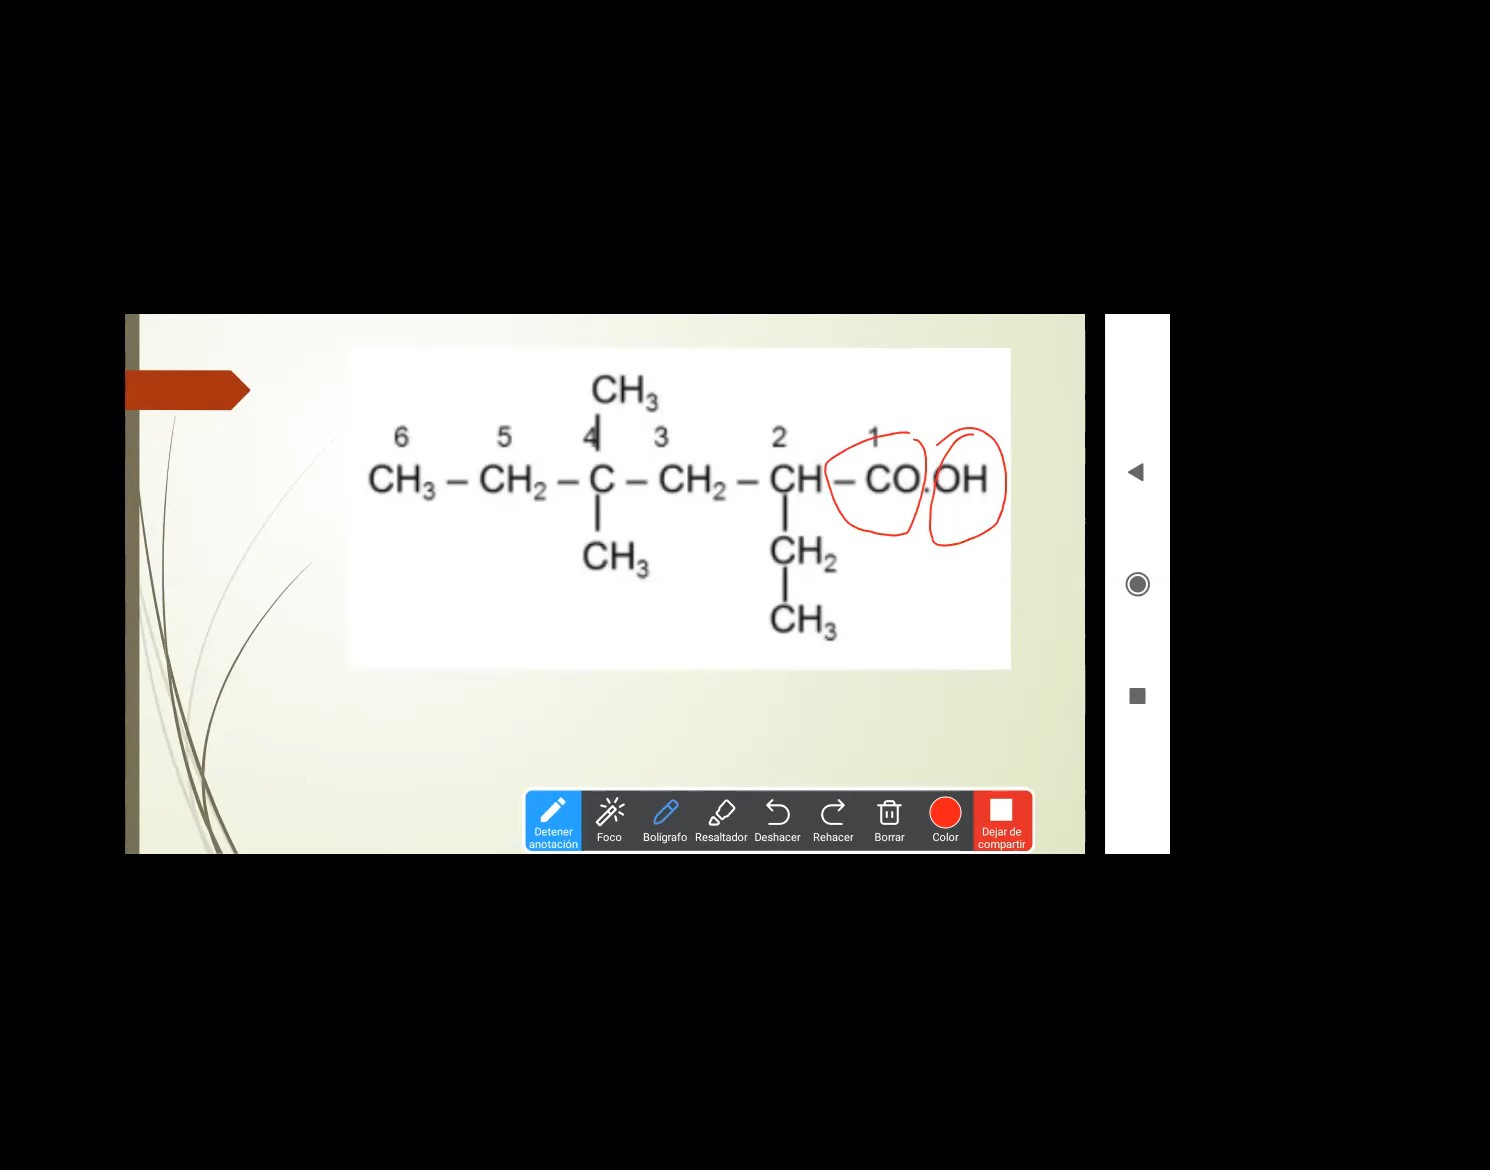 CH₃
6 5 4 3 2 1
CH₃ – CH₂ – C – CH₂ – CH – CO.OH
CH₃
CH₂
CH₃
Detener anotación
Foco
Bolígrafo
Resaltador
Deshacer
Rehacer
Borrar
Color
Dejar de compartir